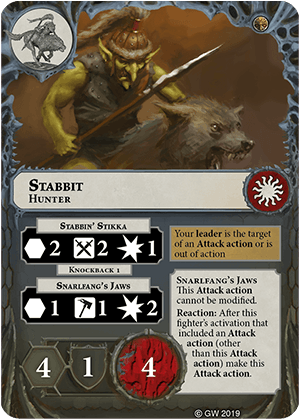 STABBIT
HUNTER
STABBIN' STIKKA
2 2 1
KNOCKBACK 1
SNARLFANG'S JAWS
1 1 2
Your leader is the target
of an Attack action or is
out of action
SNARLFANG'S JAWS
This Attack action
cannot be modified.
Reaction: After this
fighter's activation that
included an Attack
action (other
than this Attack
action) make this
Attack action.
4 1 4
© GW 2019